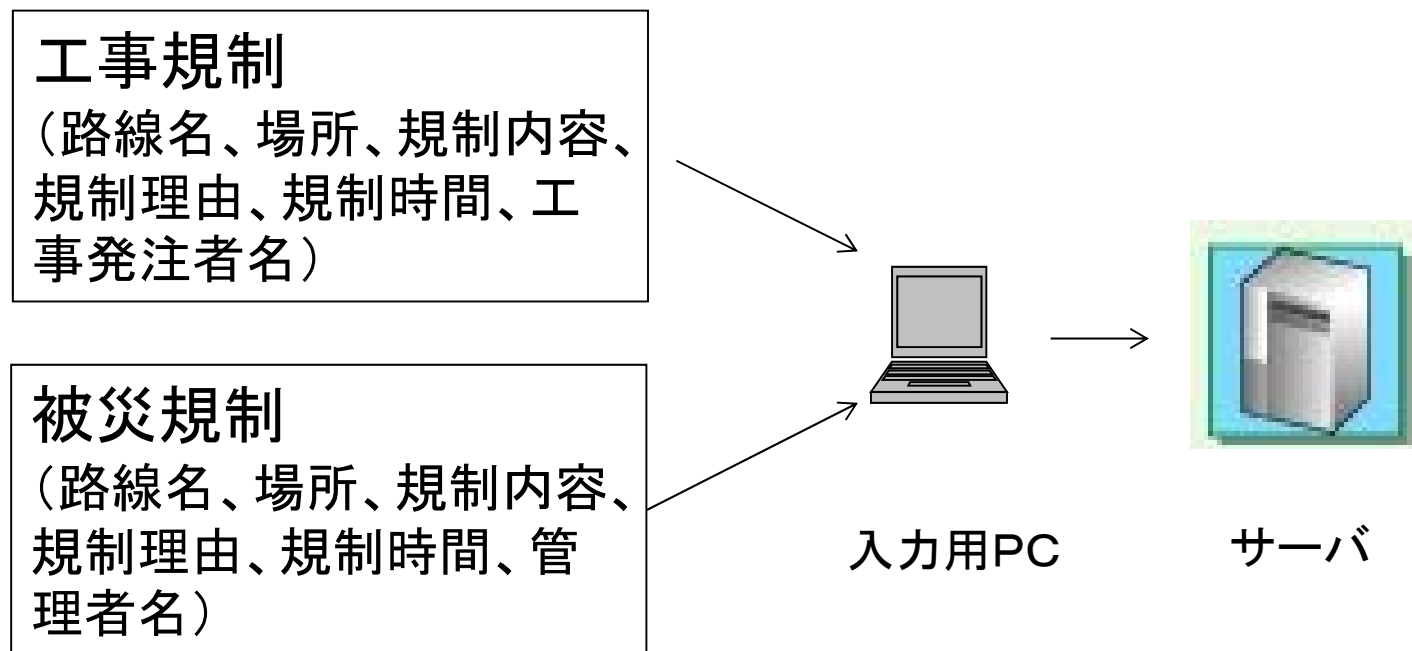 工事規制
（路線名、場所、規制内容、
規制理由、規制時間、工
事発注者名）
被災規制
（路線名、場所、規制内容、
規制理由、規制時間、管
理者名）
入力用PC
サーバ